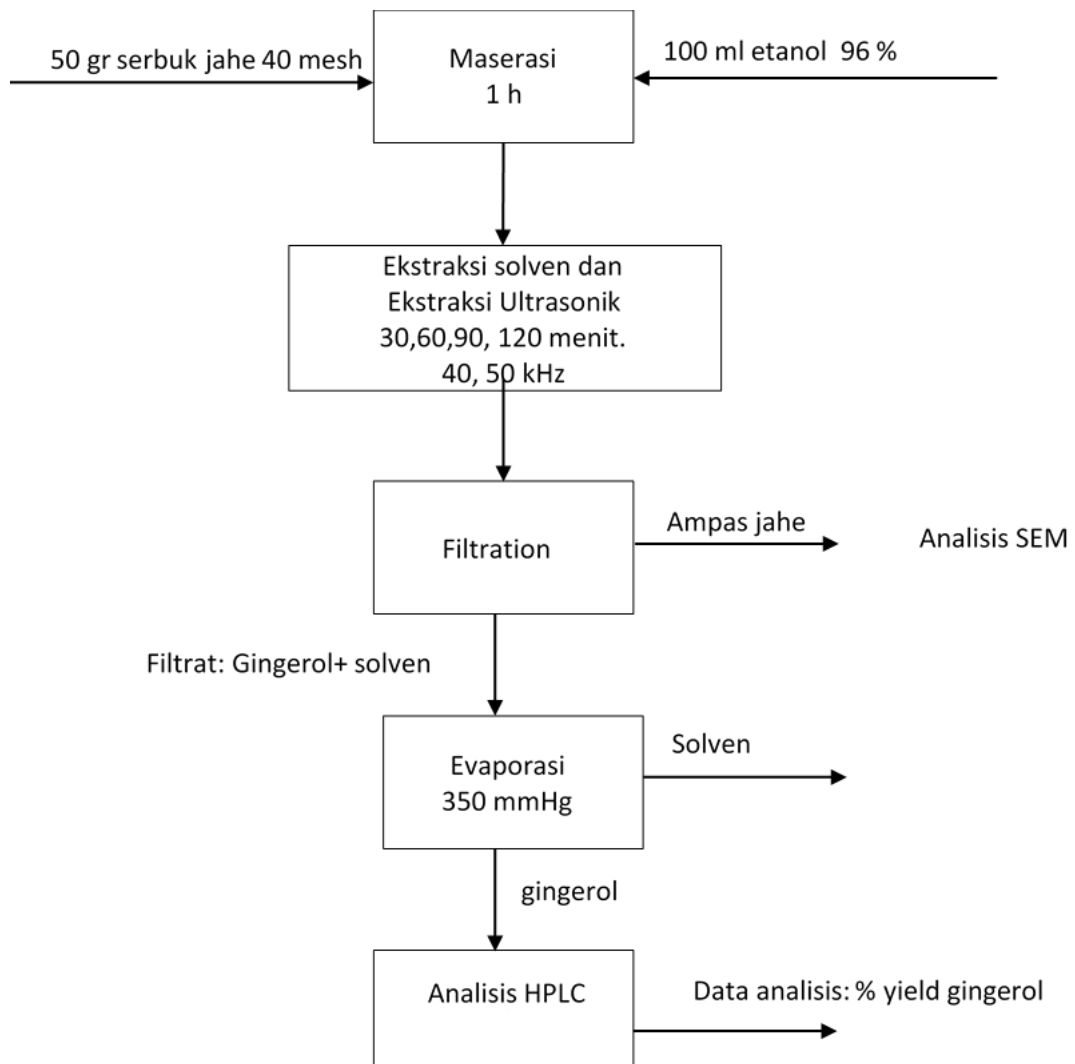 50 gr serbuk jahe 40 mesh
Maserasi
1 h
100 ml etanol 96 %
Ekstraksi solven dan
Ekstraksi Ultrasonik
30,60,90, 120 menit.
40, 50 kHz
Filtration
Ampas jahe
Analisis SEM
Filtrat: Gingerol+ solven
Evaporasi
350 mmHg
Solven
gingerol
Analisis HPLC
Data analisis: % yield gingerol